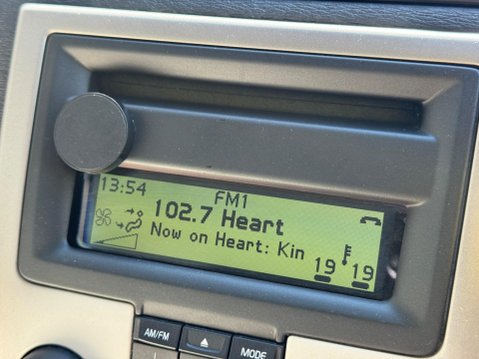 13:54
FM1
102.7 Heart
Now on Heart: Kin
19 19
AM/FM
MODE